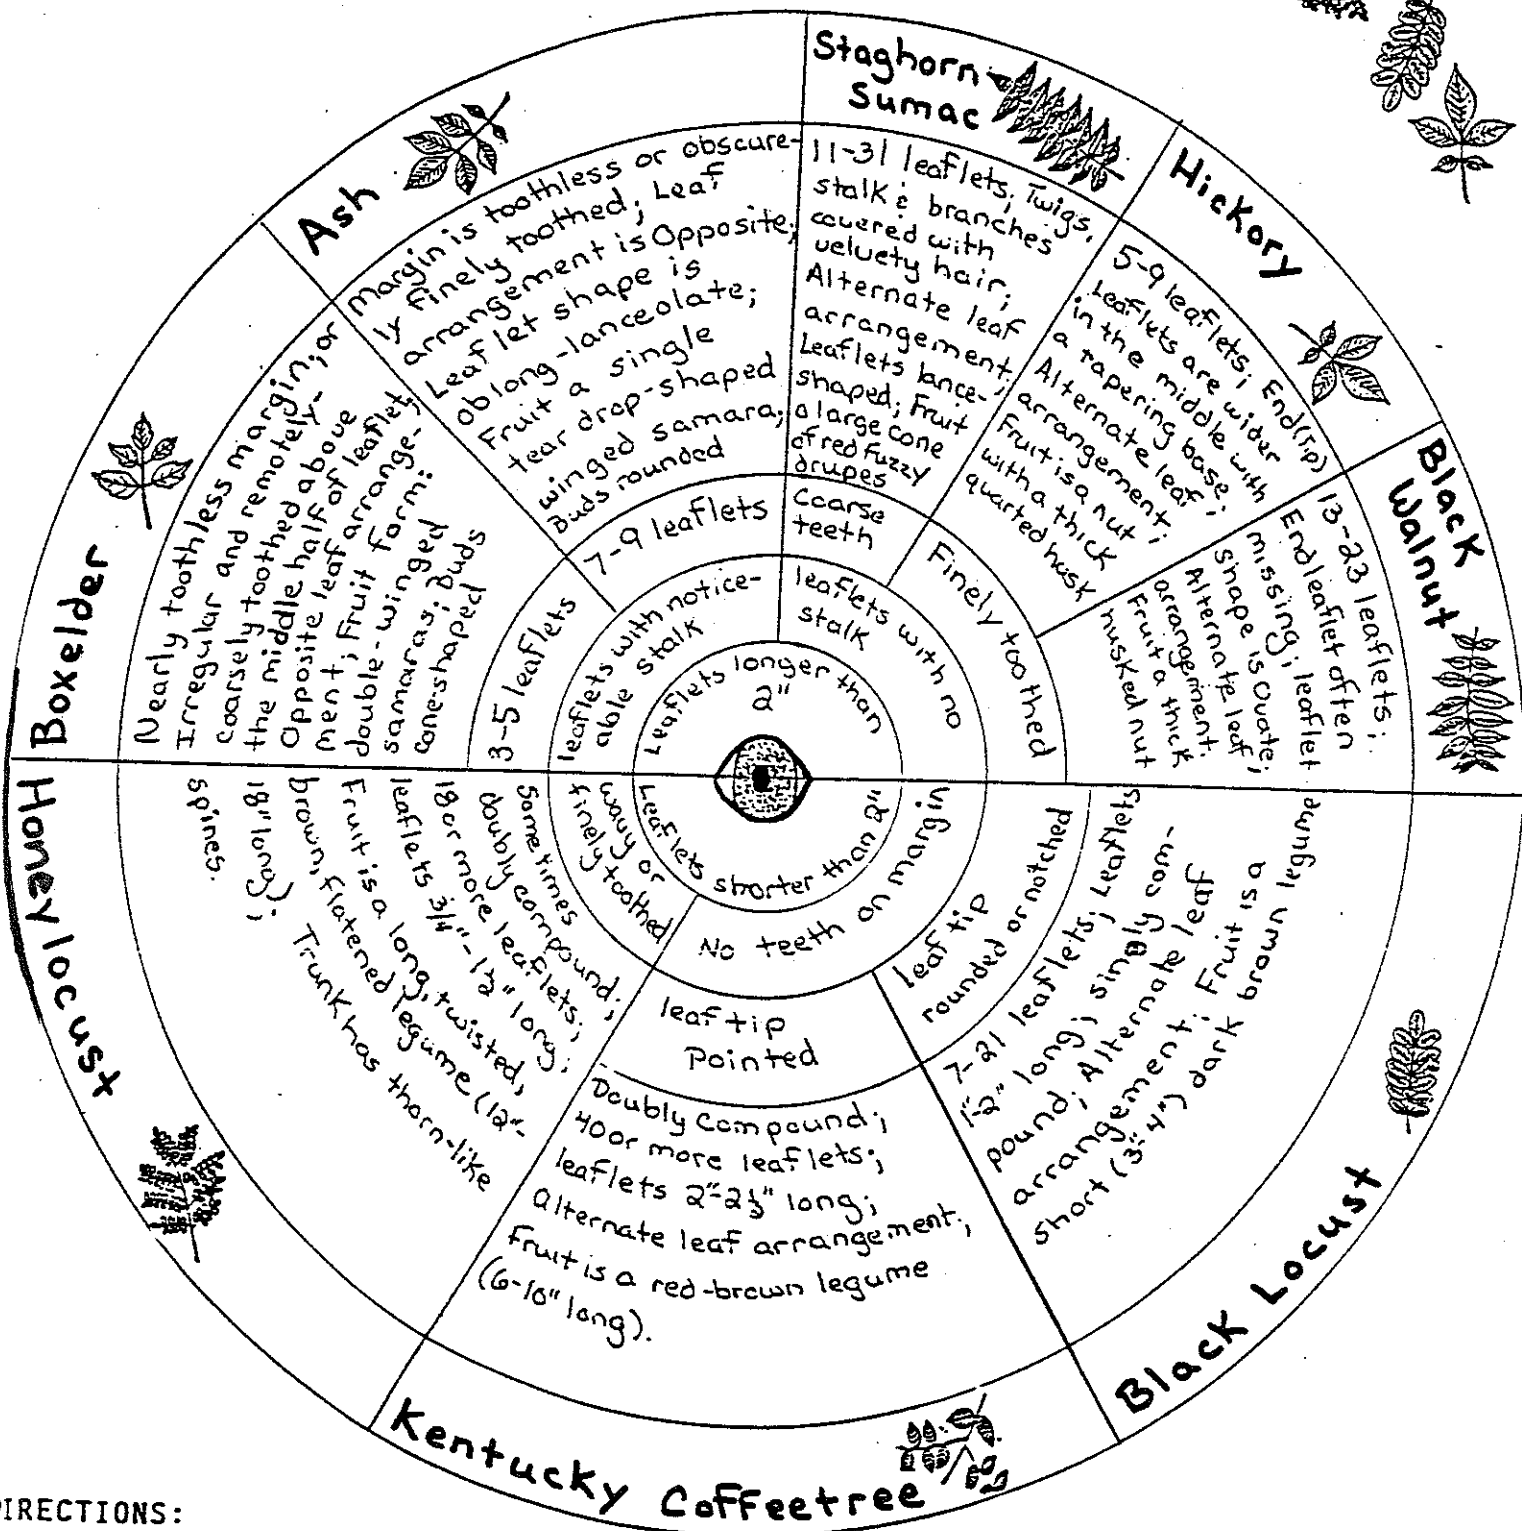 Staghorn
Sumac
Hickory
Black
Walnut
Ash
Boxelder
Honeylocust
Kentucky Coffeetree
Black Locust
Leaflets longer than
2"
Leaflets shorter than 2"
leaflets with notice-
able stalk
leaflets with no
stalk
3-5 leaflets
7-9 leaflets
Coarse
teeth
Finely toothed
wavy or
finely toothed
No teeth on margin
leaf tip
Pointed
leaf tip
rounded or notched
Nearly toothless margin; or
Irregular and remotely-
coarsely toothed above
the middle half of leaflet;
Opposite leaf arrange-
ment; Fruit form:
double-winged
samaras; Buds
cone-shaped
margin is toothless or obscure-
ly finely toothed; Leaf
arrangement is Opposite;
Leaflet shape is
oblong-lanceolate;
Fruit a single
tear drop-shaped
winged samara;
Buds rounded
11-31 leaflets; Twigs,
stalk & branches
covered with
velvety hair;
Alternate leaf
arrangement;
Leaflets lance-
shaped; Fruit
a large cone
of red fuzzy
drupes
5-9 leaflets; End(tip)
Leaflets are wider
in the middle with
a tapering base;
Alternate leaf
arrangement;
Fruit is a nut
with a thick
quarted husk
13-23 leaflets;
End leaflet often
missing; leaflet
shape is Ovate;
Alternate leaf
arrangement;
Fruit a thick
husked nut
Sometimes
doubly compound;
18 or more leaflets;
leaflets 3/4"-1½" long;
Fruit is a long, twisted,
brown, flatened legume (12"-
18" long); Trunk has thorn-like
spines.
Doubly Compound;
40 or more leaflets;
leaflets 2"-2½" long;
Alternate leaf arrangement;
Fruit is a red-brown legume
(6-10" long).
7-21 leaflets; Leaflets
1"-2" long; singly com-
pound; Alternate leaf
arrangement; Fruit is a
short (3"-4") dark brown legume
DIRECTIONS: